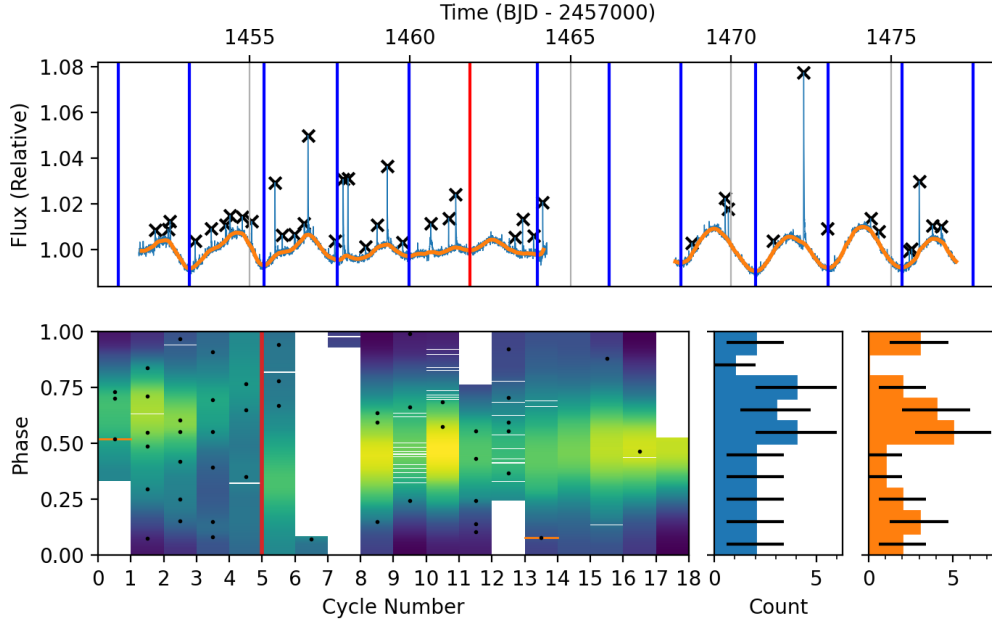 Time (BJD - 2457000)
1455 1460 1465 1470 1475
Flux (Relative)
1.08
1.06
1.04
1.02
1.00
Phase
1.00
0.75
0.50
0.25
0.00
0 1 2 3 4 5 6 7 8 9 10 11 12 13 14 15 16 17 18
0 5
0 5
Cycle Number
Count